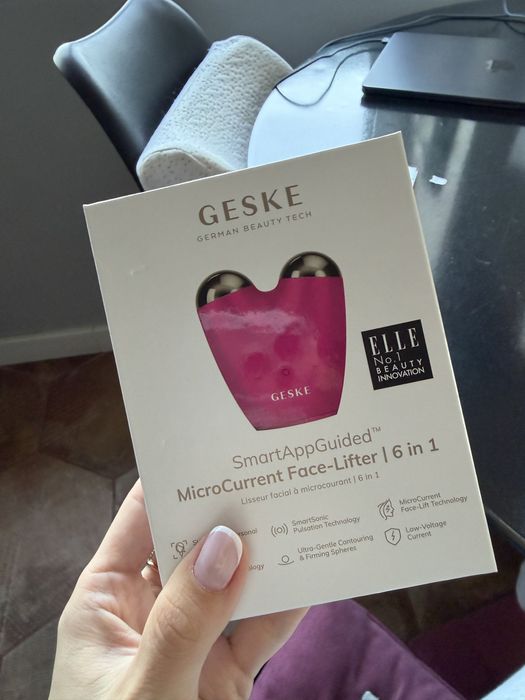 GESKE
GERMAN BEAUTY TECH
ELLE
No.1
BEAUTY
INNOVATION
GESKE
SmartAppGuided™
MicroCurrent Face-Lifter | 6 in 1
Lisseur facial à microcourant | 6 in 1
SmartSonic
Pulsation Technology
MicroCurrent
Face-Lift Technology
Ultra-Gentle Contouring
& Firming Spheres
Low-Voltage
Current